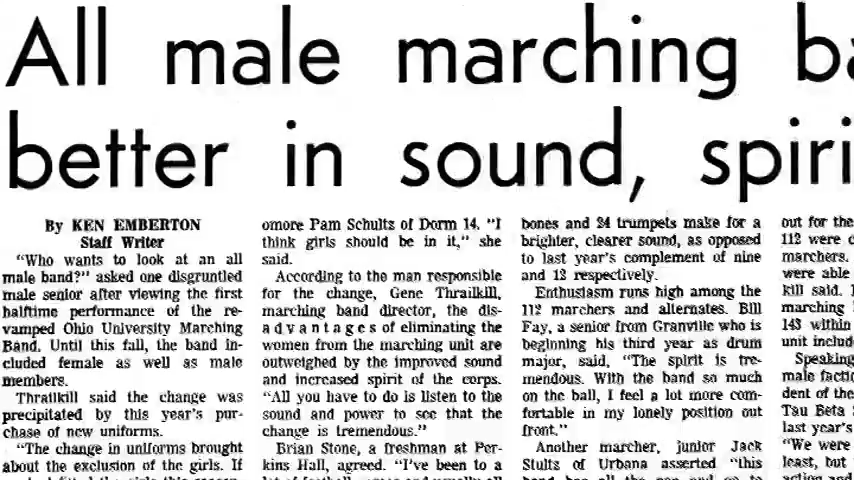 All male marching
better in sound,
By KEN EMBERTON
Staff Writer
"Who wants to look at an all
male band?" asked one disgruntled
male senior after viewing the first
halftime performance of the re-
vamped Ohio University Marching
Band. Until this fall, the band in-
cluded female as well as male
members.
Thrailkill said the change was
precipitated by this year's pur-
chase of new uniforms.
"The change in uniforms brought
about the exclusion of the girls. If
omore Pam Schults of Dorm 14. "I
think girls should be in it," she
said.
According to the man responsible
for the change, Gene Thrailkill,
marching band director, the dis-
advantages of eliminating the
women from the marching unit are
outweighed by the improved sound
and increased spirit of the corps.
"All you have to do is listen to the
sound and power to see that the
change is tremendous."
Brian Stone, a freshman at Per-
kins Hall, agreed. "I've been to a
bones and 24 trumpets make for a
brighter, clearer sound, as opposed
to last year's complement of nine
and 12 respectively.
Enthusiasm runs high among the
112 marchers and alternates. Bill
Fay, a senior from Granville who is
beginning his third year as drum
major, said, "The spirit is tre-
mendous. With the band so much
on the ball, I feel a lot more com-
fortable in my lonely position out
front."
Another marcher, junior Jack
Stults of Urbana asserted "this
out for the
112 were
marchers.
were able
kill said.
marching
143 within
unit includ
Speaking
male factio
dent of the
Tau Beta
last year's
"We were
least, but